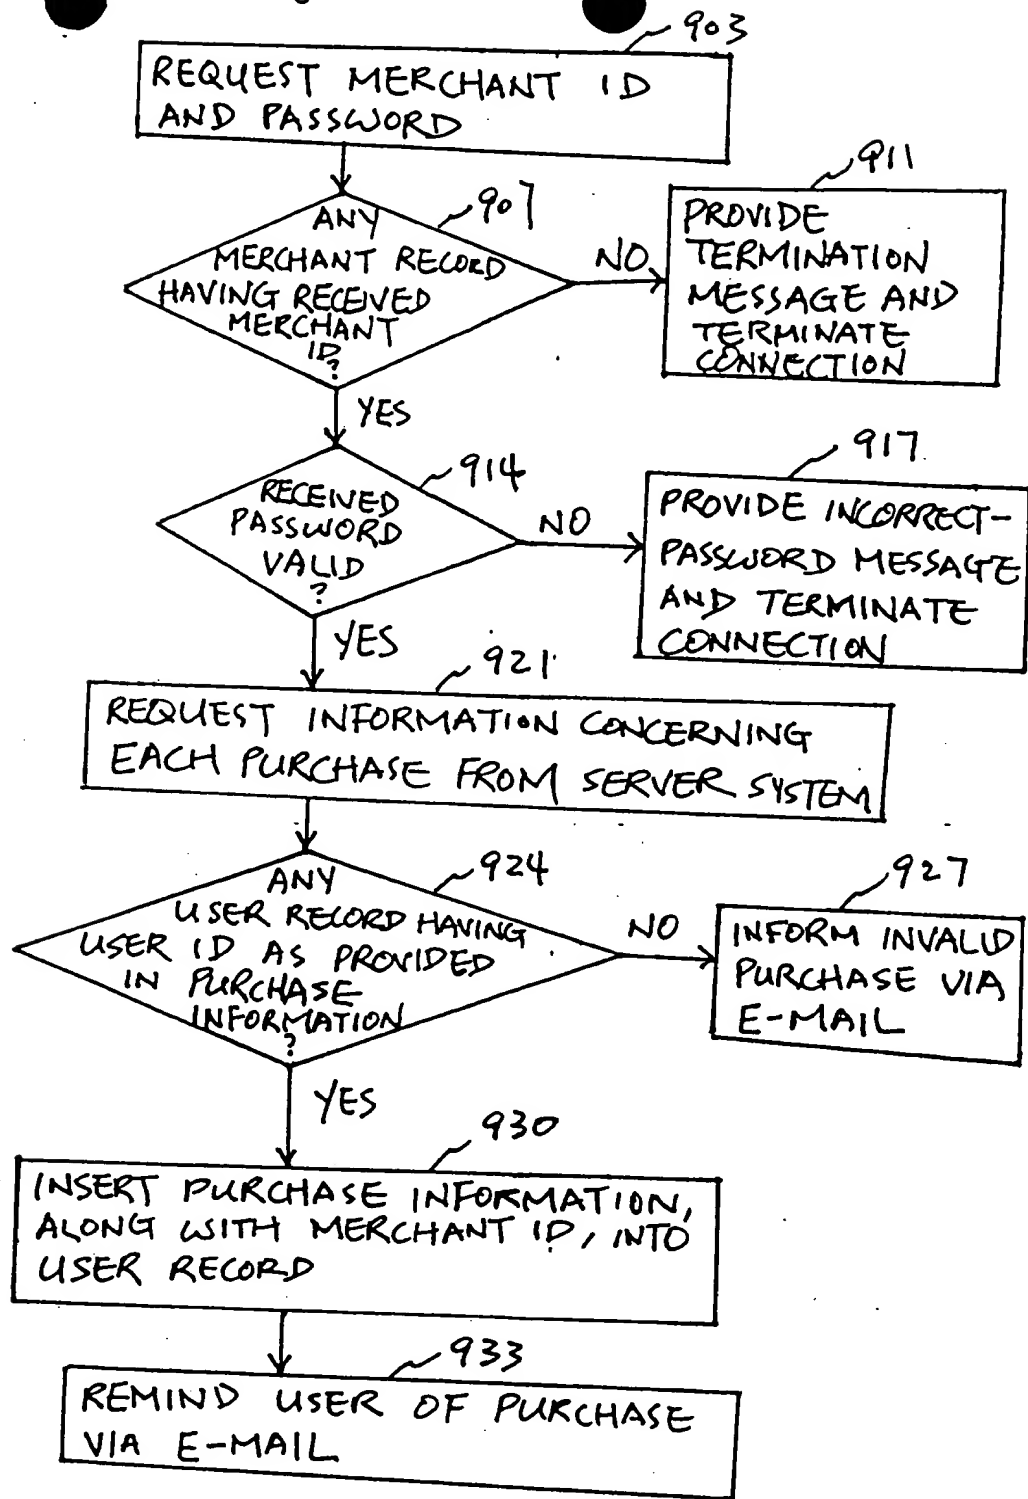 903
REQUEST MERCHANT ID
AND PASSWORD
907
ANY
MERCHANT RECORD
HAVING RECEIVED
MERCHANT
ID
?
NO
911
PROVIDE
TERMINATION
MESSAGE AND
TERMINATE
CONNECTION
YES
914
RECEIVED
PASSWORD
VALID
?
NO
917
PROVIDE INCORRECT-
PASSWORD MESSAGE
AND TERMINATE
CONNECTION
YES
921
REQUEST INFORMATION CONCERNING
EACH PURCHASE FROM SERVER SYSTEM
924
ANY
USER RECORD HAVING
USER ID AS PROVIDED
IN PURCHASE
INFORMATION
?
NO
927
INFORM INVALID
PURCHASE VIA
E-MAIL
YES
930
INSERT PURCHASE INFORMATION,
ALONG WITH MERCHANT ID, INTO
USER RECORD
933
REMIND USER OF PURCHASE
VIA E-MAIL